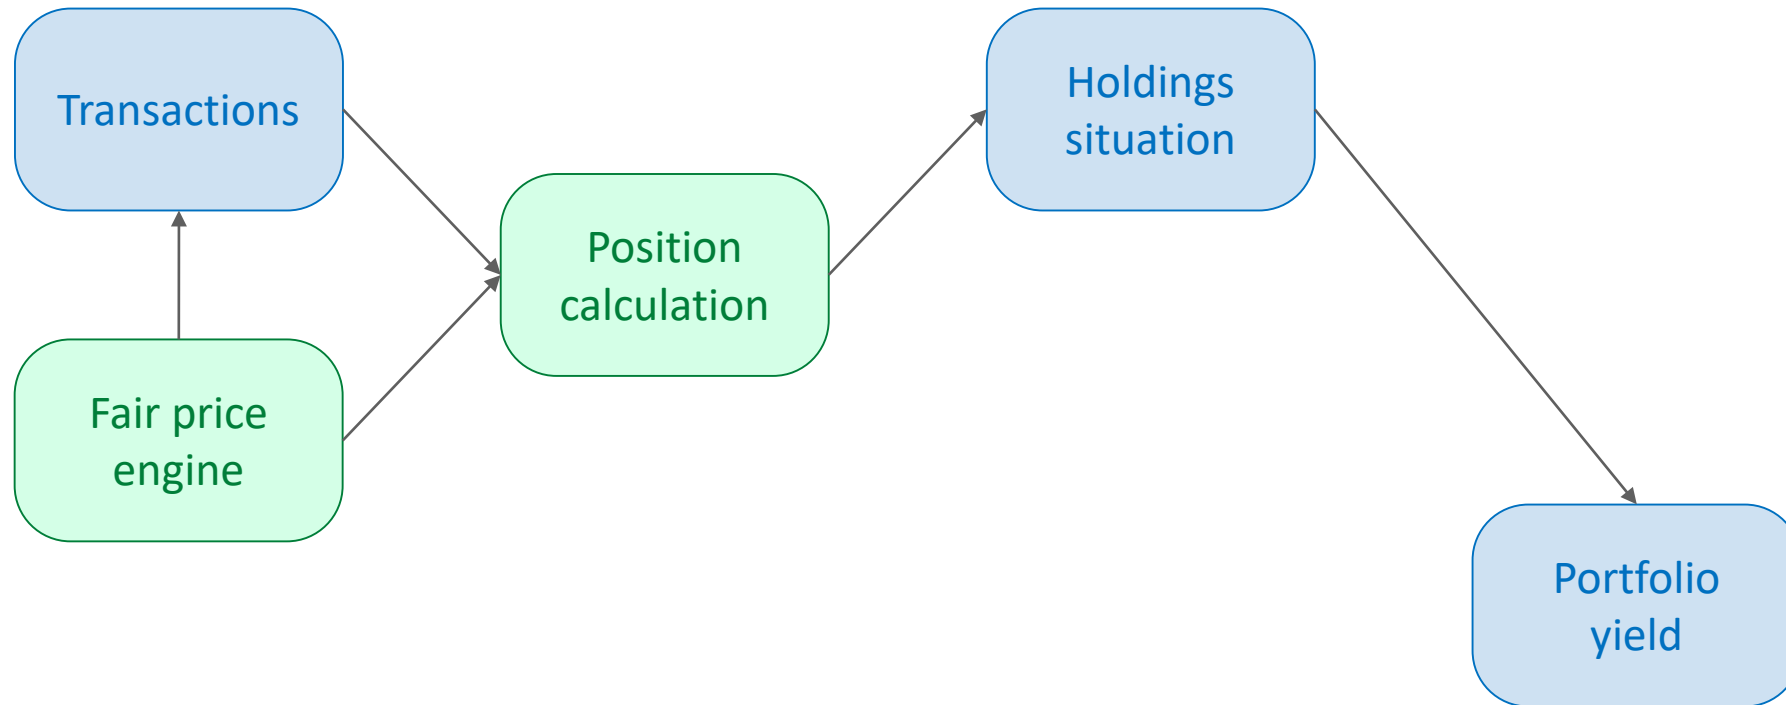 Transactions
Holdings
situation
Position
calculation
Fair price
engine
Portfolio
yield